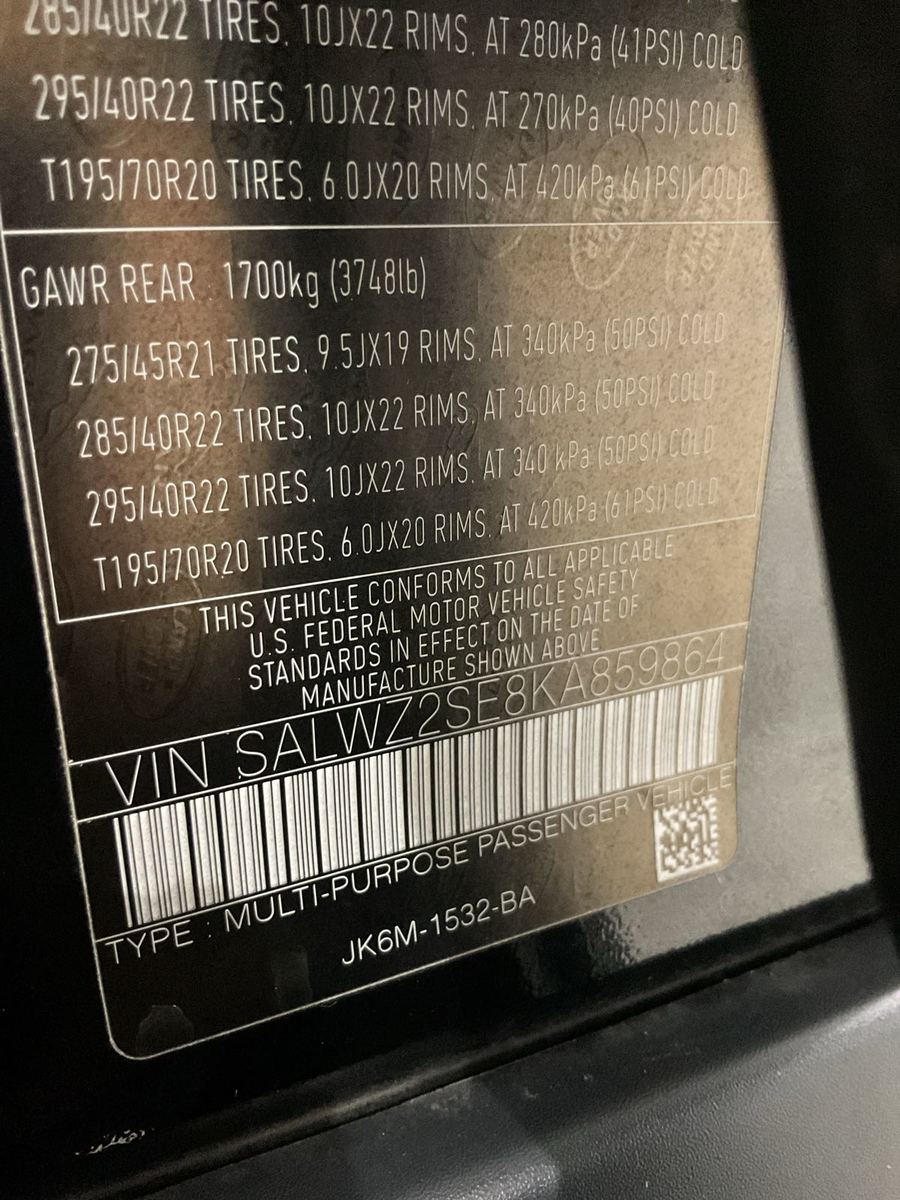 285/40R22 TIRES, 10JX22 RIMS, AT 280kPa (41PSI) COLD
295/40R22 TIRES, 10JX22 RIMS, AT 270kPa (40PSI) COLD
T195/70R20 TIRES, 6.0JX20 RIMS, AT 420kPa (61PSI) COLD
GAWR REAR : 1700kg (3748lb)
275/45R21 TIRES, 9.5JX19 RIMS, AT 340kPa (50PSI) COLD
285/40R22 TIRES, 10JX22 RIMS, AT 340kPa (50PSI) COLD
295/40R22 TIRES, 10JX22 RIMS, AT 340 kPa (50PSI) COLD
T195/70R20 TIRES, 6.0JX20 RIMS, AT 420kPa (61PSI) COLD
THIS VEHICLE CONFORMS TO ALL APPLICABLE
U.S. FEDERAL MOTOR VEHICLE SAFETY
STANDARDS IN EFFECT ON THE DATE OF
MANUFACTURE SHOWN ABOVE
VIN SALWZ2SE8KA859864
TYPE : MULTI-PURPOSE PASSENGER VEHICLE
JK6M-1532-BA